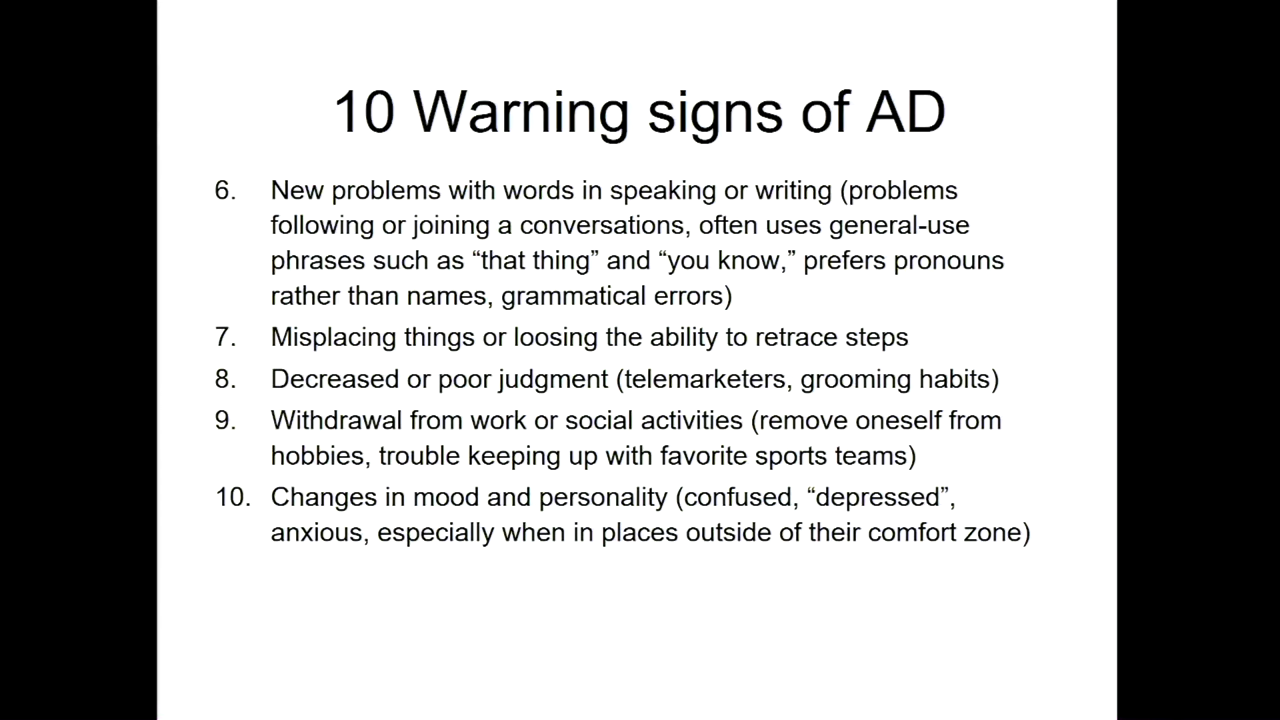 10 Warning signs of AD
6. New problems with words in speaking or writing (problems
following or joining a conversations, often uses general-use
phrases such as “that thing” and “you know,” prefers pronouns
rather than names, grammatical errors)
7. Misplacing things or loosing the ability to retrace steps
8. Decreased or poor judgment (telemarketers, grooming habits)
9. Withdrawal from work or social activities (remove oneself from
hobbies, trouble keeping up with favorite sports teams)
10. Changes in mood and personality (confused, “depressed”,
anxious, especially when in places outside of their comfort zone)